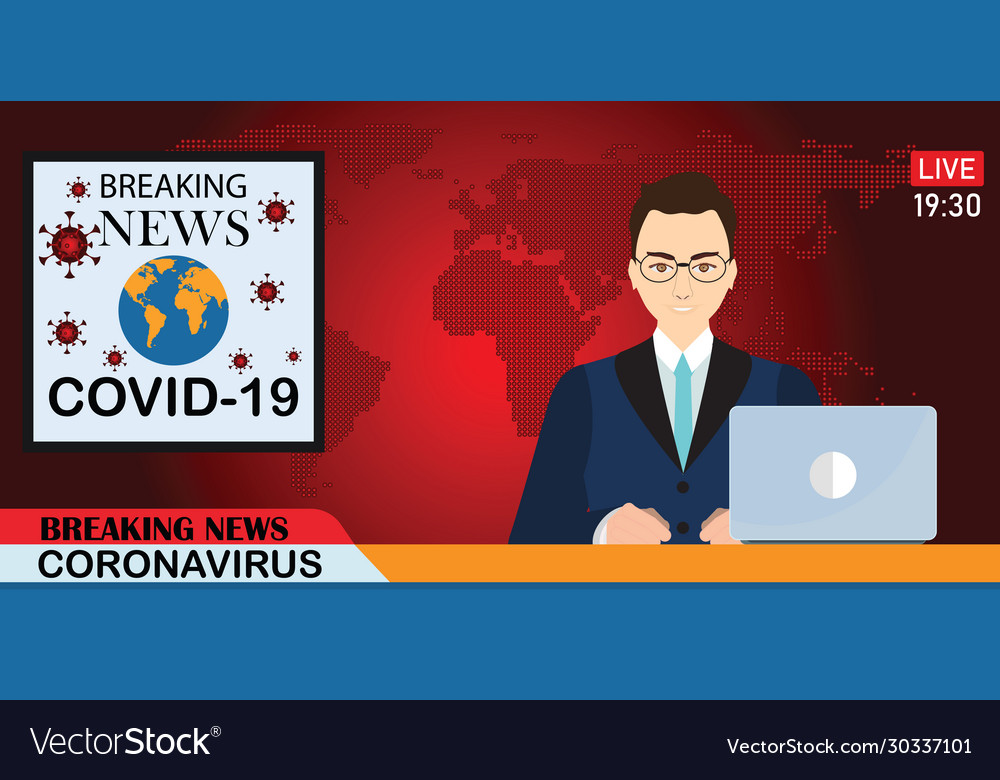 BREAKING
NEWS
COVID-19
LIVE
19:30
BREAKING NEWS
CORONAVIRUS
VectorStock®
VectorStock.com/30337101